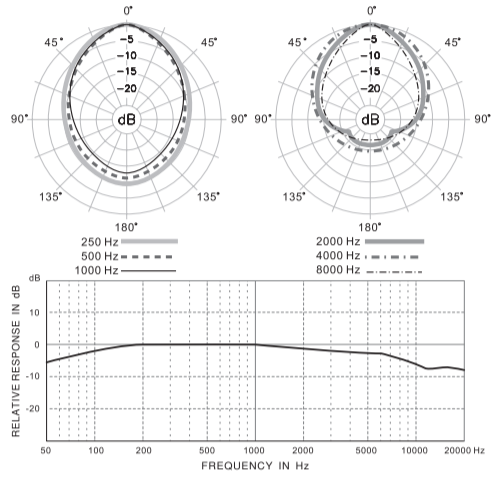 0°
45°
45°
-5
-10
-15
-20
90°
dB
90°
135°
135°
180°
250 Hz
500 Hz
1000 Hz
0°
45°
45°
-5
-10
-15
-20
dB
90°
135°
135°
180°
2000 Hz
4000 Hz
8000 Hz
dB
10
0
-10
-20
RELATIVE RESPONSE IN dB
50 100 200 500 1000 2000 5000 10000 20000 Hz
FREQUENCY IN Hz